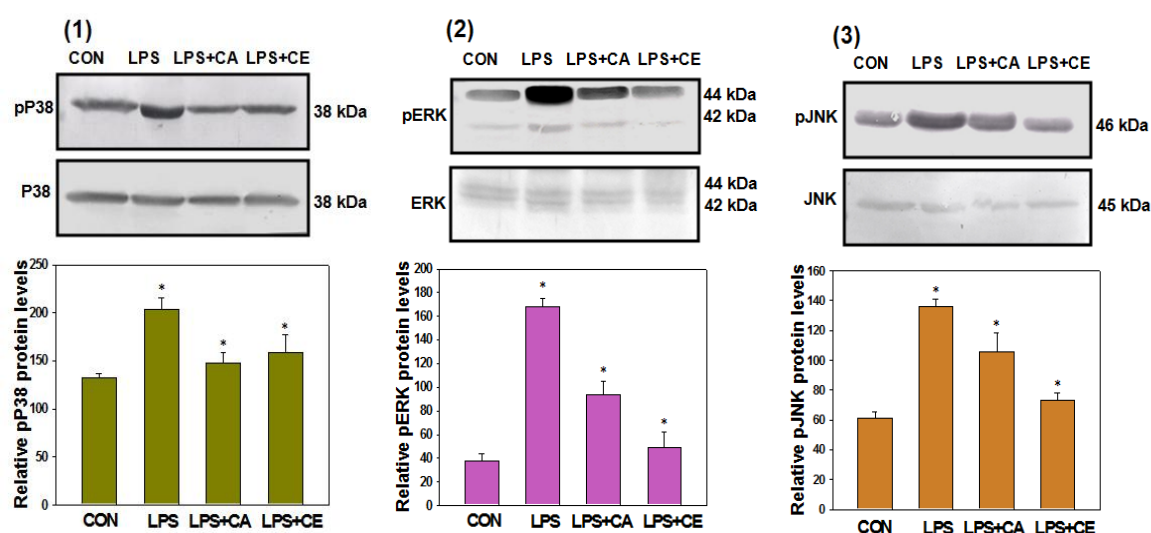 (1)
CON LPS LPS+CA LPS+CE
pP38
38 kDa
P38
38 kDa
Relative pP38 protein levels
250
200
150
100
50
0
*
*
*
CON LPS LPS+CA LPS+CE
(2)
CON LPS LPS+CA LPS+CE
pERK
44 kDa
42 kDa
ERK
44 kDa
42 kDa
Relative pERK protein levels
200
180
160
140
120
100
80
60
40
20
0
*
*
*
CON LPS LPS+CA LPS+CE
(3)
CON LPS LPS+CA LPS+CE
pJNK
46 kDa
JNK
45 kDa
Relative pJNK protein levels
160
140
120
100
80
60
40
20
0
*
*
*
CON LPS LPS+CA LPS+CE